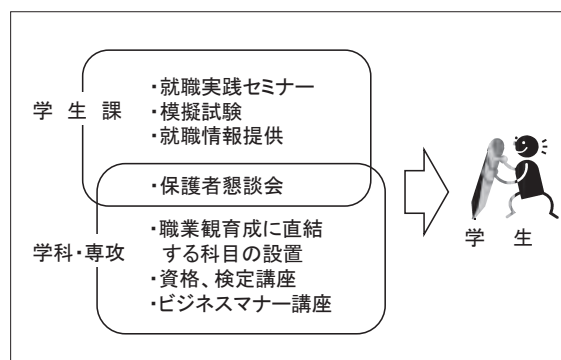 学生課
・就職実践セミナー
・模擬試験
・就職情報提供
・保護者懇談会
学科・専攻
・職業観育成に直結
する科目の設置
・資格、検定講座
・ビジネスマナー講座
学生